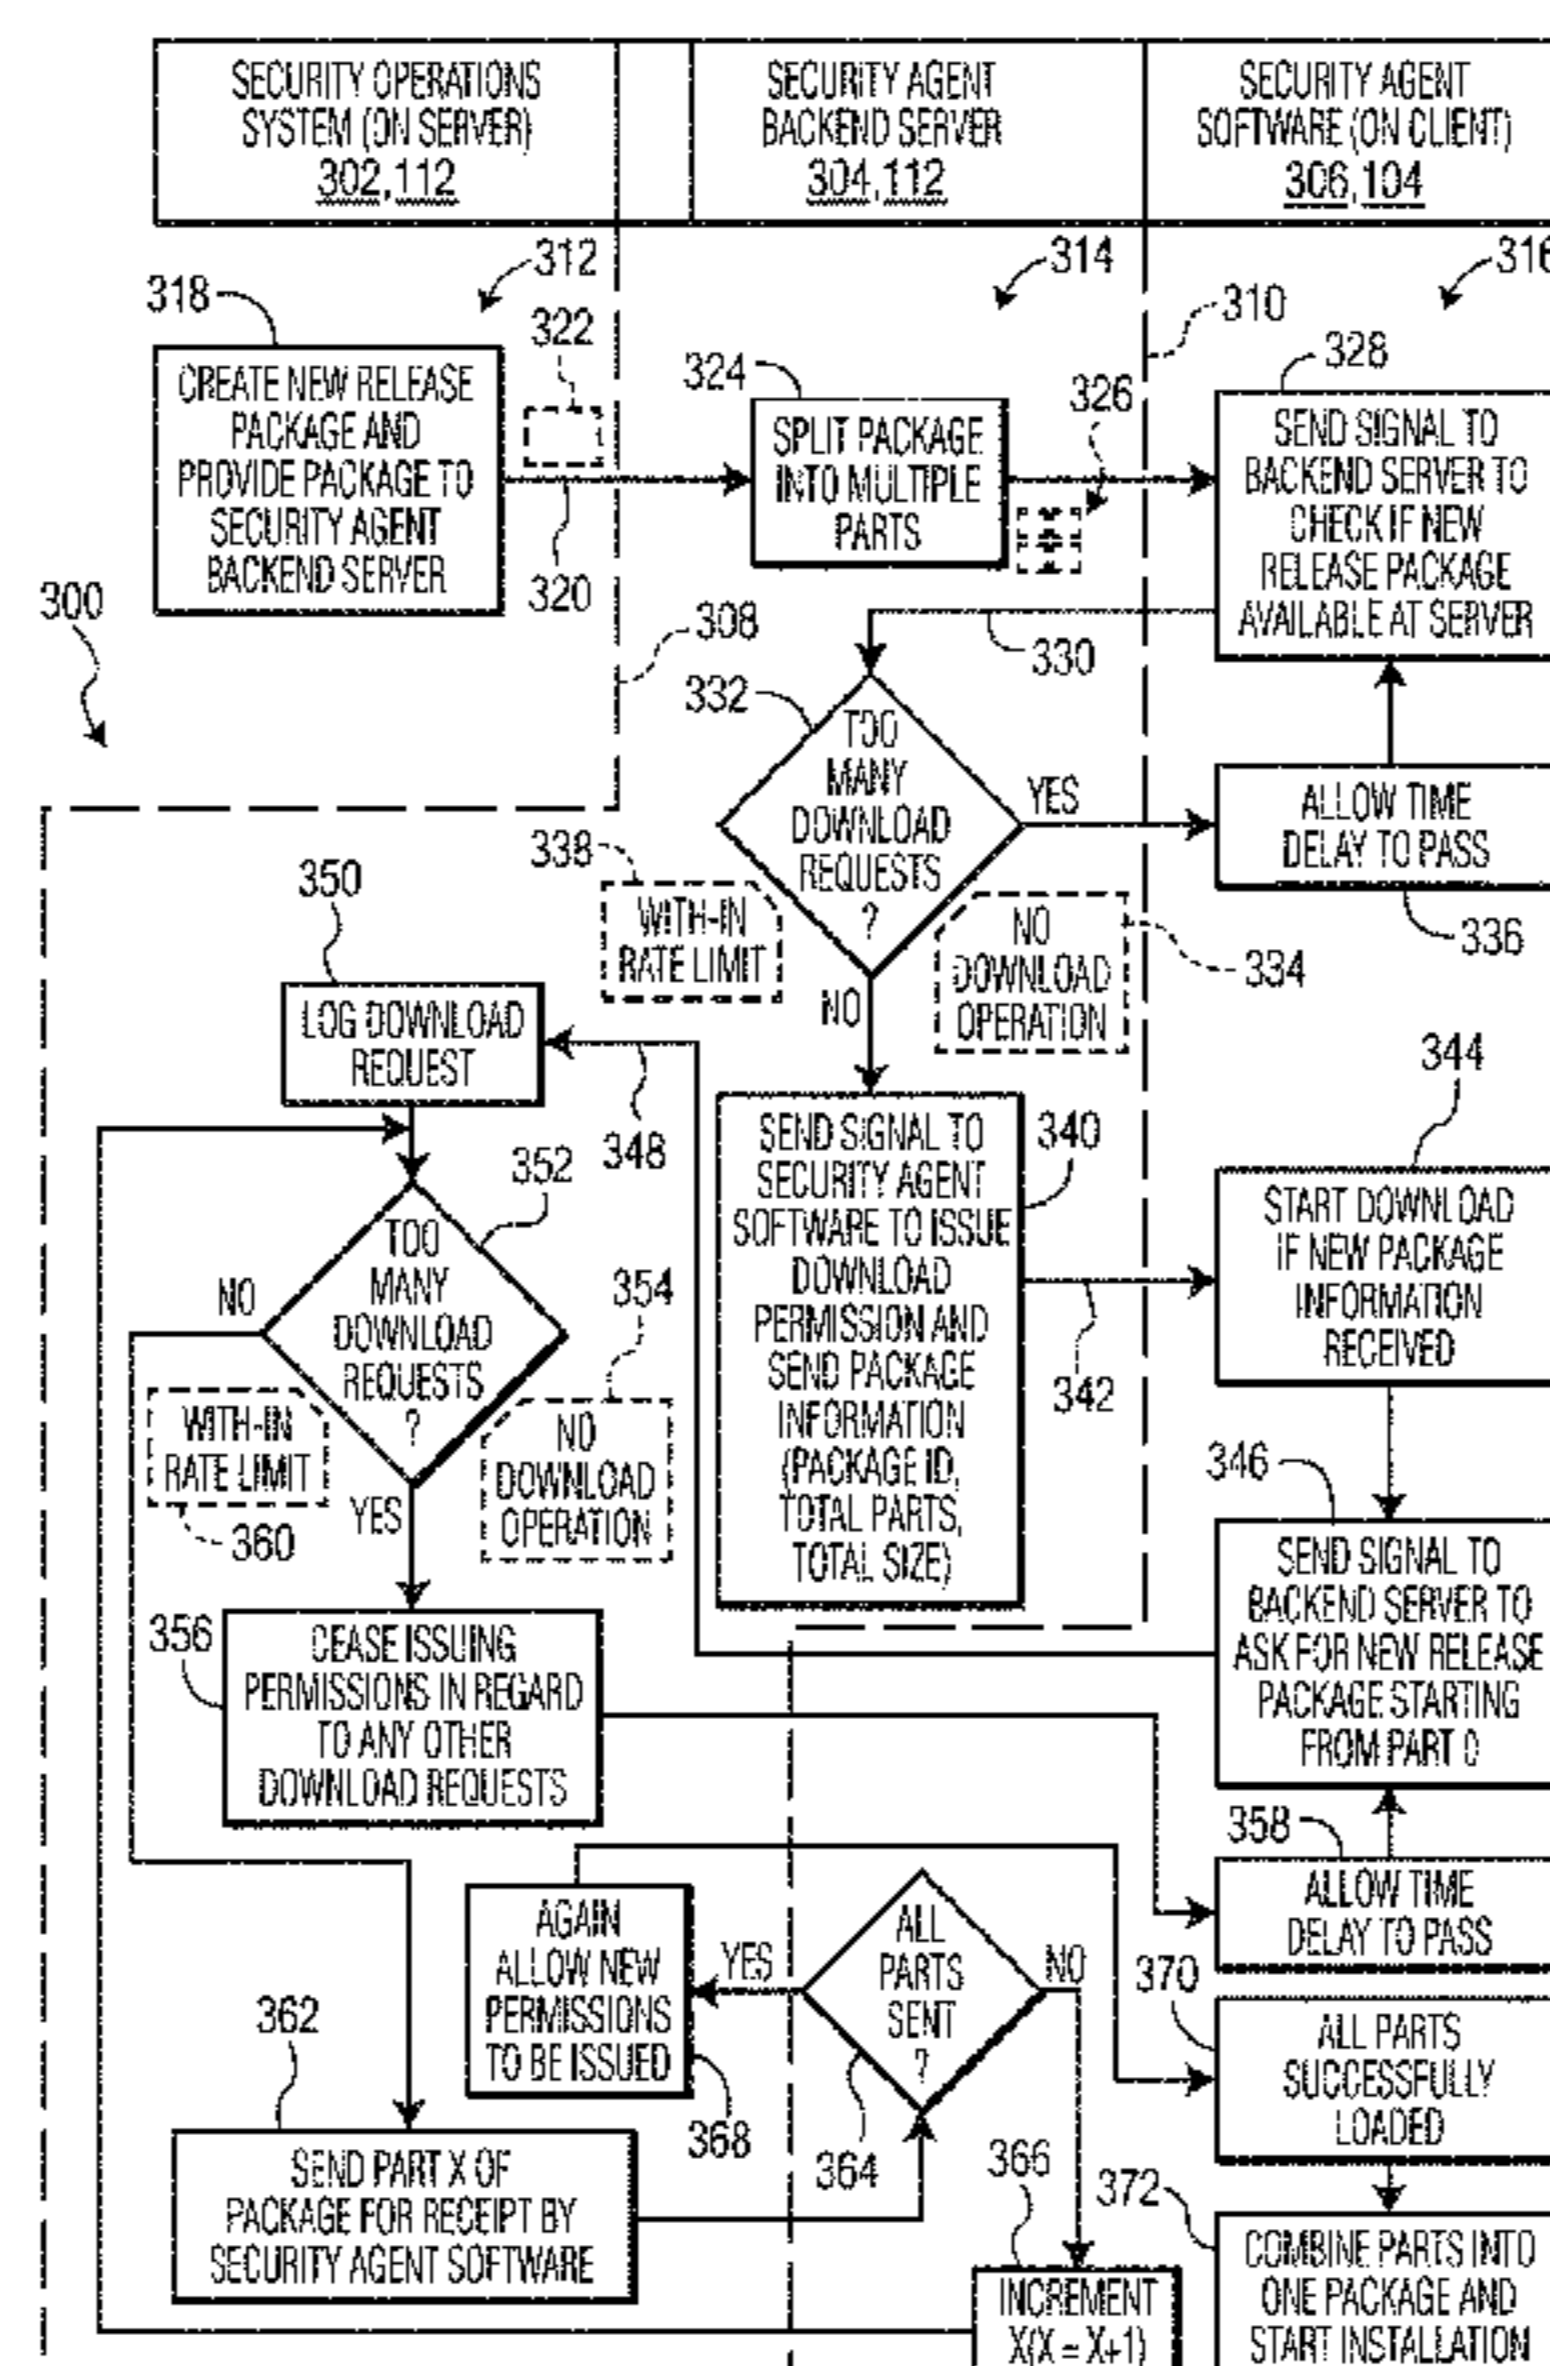 SECURITY OPERATIONS
SYSTEM (ON SERVER)
302,112
SECURITY AGENT
BACKEND SERVER
304,112
SECURITY AGENT
SOFTWARE (ON CLIENT)
306,104
312
314
316
318
322
310
CREATE NEW RELEASE
PACKAGE AND
PROVIDE PACKAGE TO
SECURITY AGENT
BACKEND SERVER
320
324
SPLIT PACKAGE
INTO MULTIPLE
PARTS
326
328
SEND SIGNAL TO
BACKEND SERVER TO
CHECK IF NEW
RELEASE PACKAGE
AVAILABLE AT SERVER
300
308
330
332
TOO
MANY
DOWNLOAD
REQUESTS
?
YES
ALLOW TIME
DELAY TO PASS
336
338
WITH-IN
RATE LIMIT
NO
NO
DOWNLOAD
OPERATION
334
350
LOG DOWNLOAD
REQUEST
348
340
SEND SIGNAL TO
SECURITY AGENT
SOFTWARE TO ISSUE
DOWNLOAD
PERMISSION AND
SEND PACKAGE
INFORMATION
(PACKAGE ID,
TOTAL PARTS,
TOTAL SIZE)
342
344
START DOWNLOAD
IF NEW PACKAGE
INFORMATION
RECEIVED
352
TOO
MANY
DOWNLOAD
REQUESTS
?
NO
354
WITH-IN
RATE LIMIT
360
YES
NO
DOWNLOAD
OPERATION
346
SEND SIGNAL TO
BACKEND SERVER TO
ASK FOR NEW RELEASE
PACKAGE STARTING
FROM PART 0
356
CEASE ISSUING
PERMISSIONS IN REGARD
TO ANY OTHER
DOWNLOAD REQUESTS
358
ALLOW TIME
DELAY TO PASS
AGAIN
ALLOW NEW
PERMISSIONS
TO BE ISSUED
368
YES
ALL
PARTS
SENT
?
NO
364
370
ALL PARTS
SUCCESSFULLY
LOADED
362
SEND PART X OF
PACKAGE FOR RECEIPT BY
SECURITY AGENT SOFTWARE
366
INCREMENT
X(X = X+1)
372
COMBINE PARTS INTO
ONE PACKAGE AND
START INSTALLATION